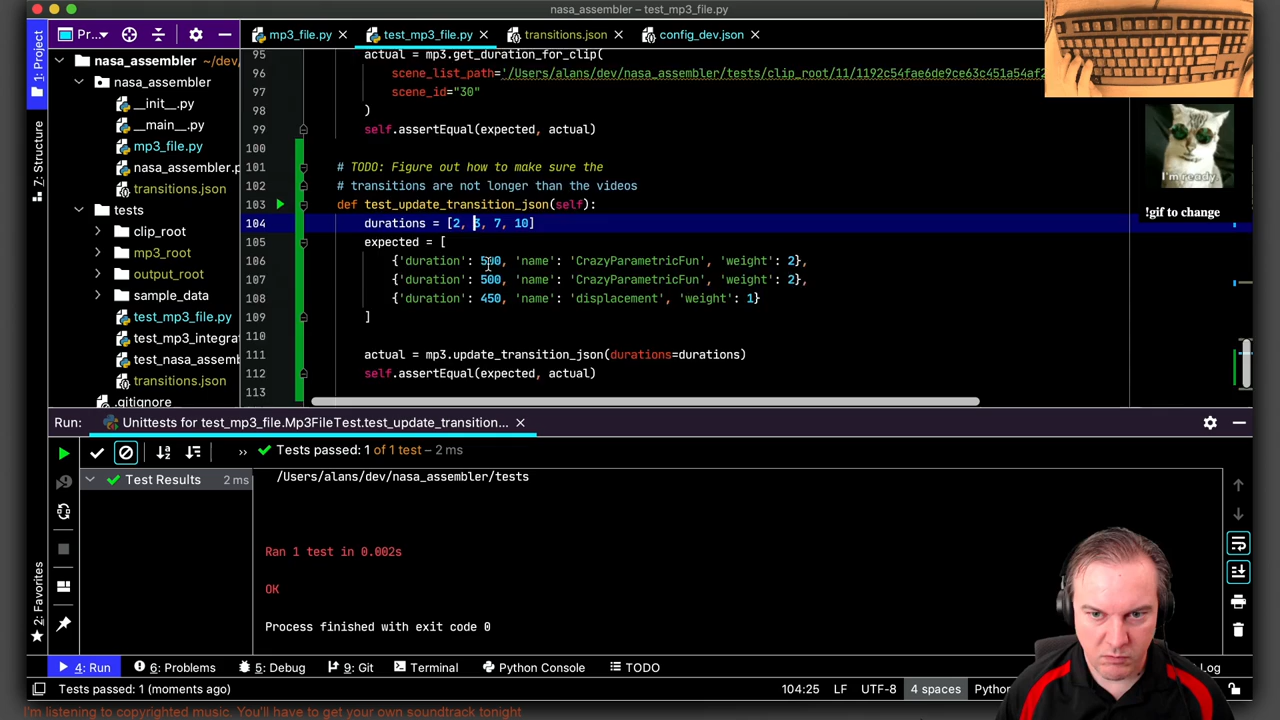 nasa_assembler – test_mp3_file.py
1: Project
Pr...
mp3_file.py
test_mp3_file.py
transitions.json
config_dev.json
nasa_assembler ~/dev/
nasa_assembler
__init__.py
__main__.py
mp3_file.py
nasa_assembler.p
transitions.json
tests
clip_root
mp3_root
output_root
sample_data
test_mp3_file.py
test_mp3_integra
test_nasa_assemb
transitions.json
.gitignore
7: Structure
2: Favorites
95 actual = mp3.get_duration_for_clip(
96 scene_list_path='/Users/alans/dev/nasa_assembler/tests/clip_root/11/1192c54fae6de9ce63c451a54af2
97 scene_id="30"
98 )
99 self.assertEqual(expected, actual)
100
101 # TODO: Figure out how to make sure the
102 # transitions are not longer than the videos
103 def test_update_transition_json(self):
104 durations = [2, 3, 7, 10]
105 expected = [
106 {'duration': 500, 'name': 'CrazyParametricFun', 'weight': 2},
107 {'duration': 500, 'name': 'CrazyParametricFun', 'weight': 2},
108 {'duration': 450, 'name': 'displacement', 'weight': 1}
109 ]
110
111 actual = mp3.update_transition_json(durations=durations)
112 self.assertEqual(expected, actual)
113
I'm ready.
!gif to change
Run: Unittests for test_mp3_file.Mp3FileTest.test_update_transition...
Tests passed: 1 of 1 test – 2 ms
Test Results 2 ms
/Users/alans/dev/nasa_assembler/tests
Ran 1 test in 0.002s
OK
Process finished with exit code 0
4: Run
6: Problems
5: Debug
9: Git
Terminal
Python Console
TODO
Log
Tests passed: 1 (moments ago)
104:25 LF UTF-8 4 spaces Python
I'm listening to copyrighted music. You'll have to get your own soundtrack tonight